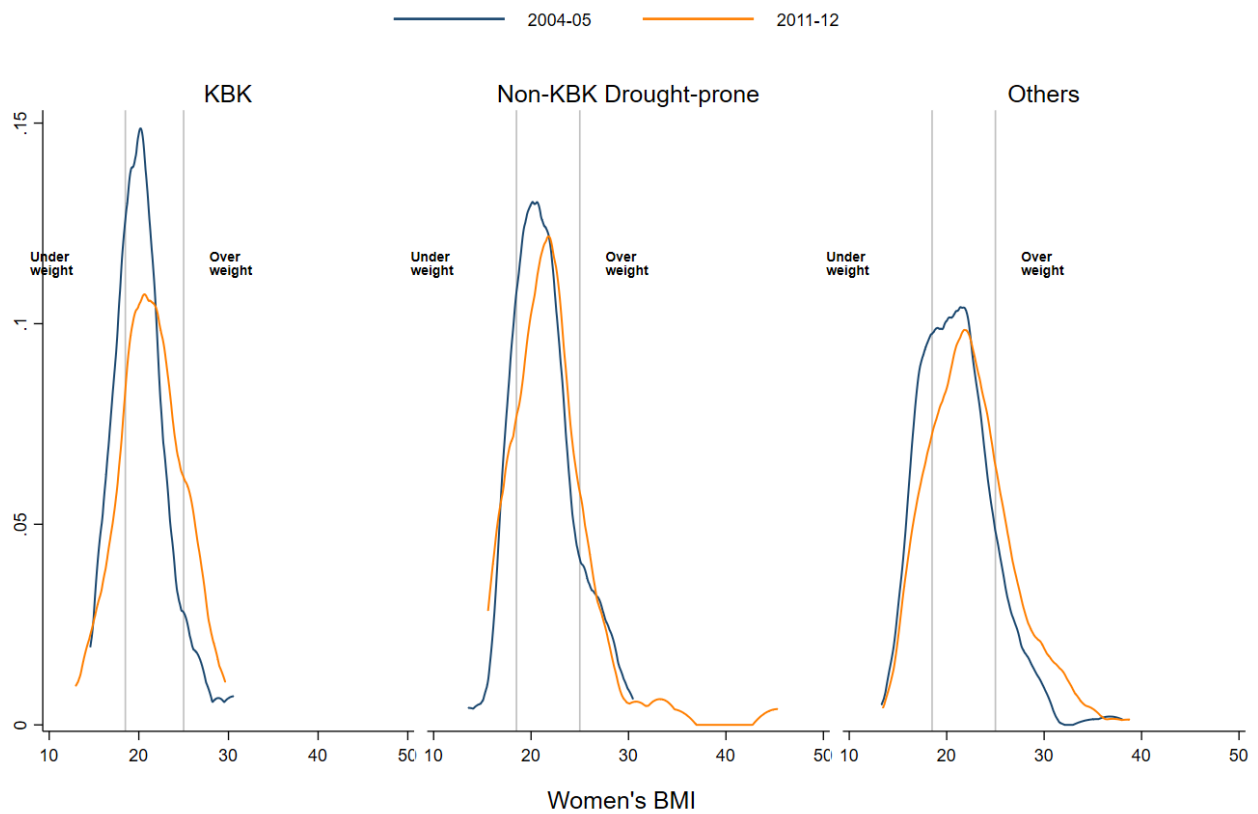 2004-05 2011-12
KBK Non-KBK Drought-prone Others
.15
Under
weight
Over
weight
Under
weight
Over
weight
Under
weight
Over
weight
.1
.05
0
10 20 30 40 50 10 20 30 40 50 10 20 30 40 50
Women's BMI